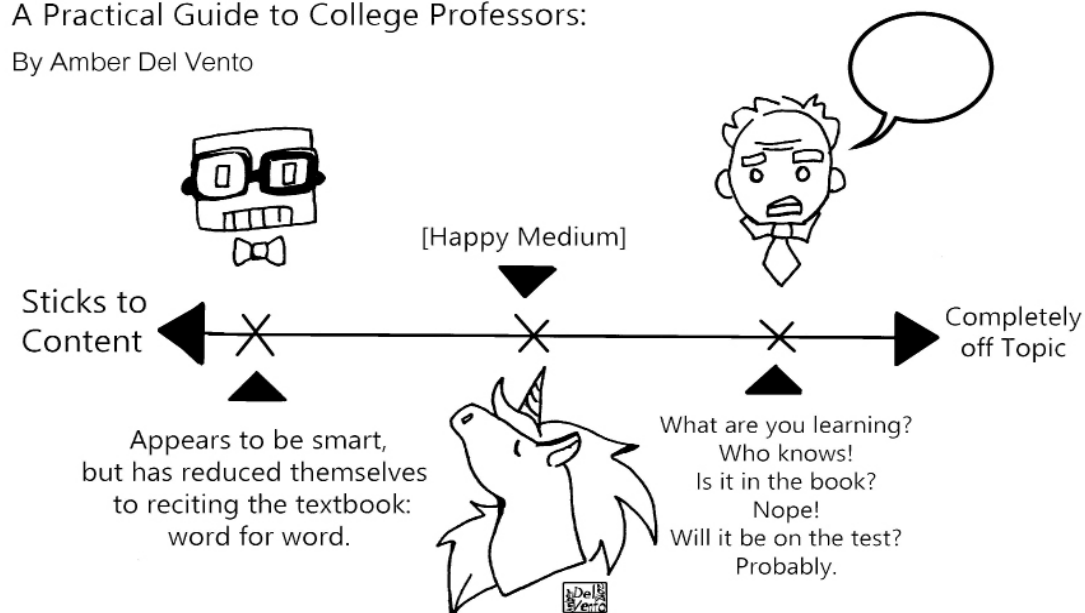 A Practical Guide to College Professors:
By Amber Del Vento
[Happy Medium]
Sticks to
Content
Completely
off Topic
Appears to be smart,
but has reduced themselves
to reciting the textbook:
word for word.
What are you learning?
Who knows!
Is it in the book?
Nope!
Will it be on the test?
Probably.
Del
Vento